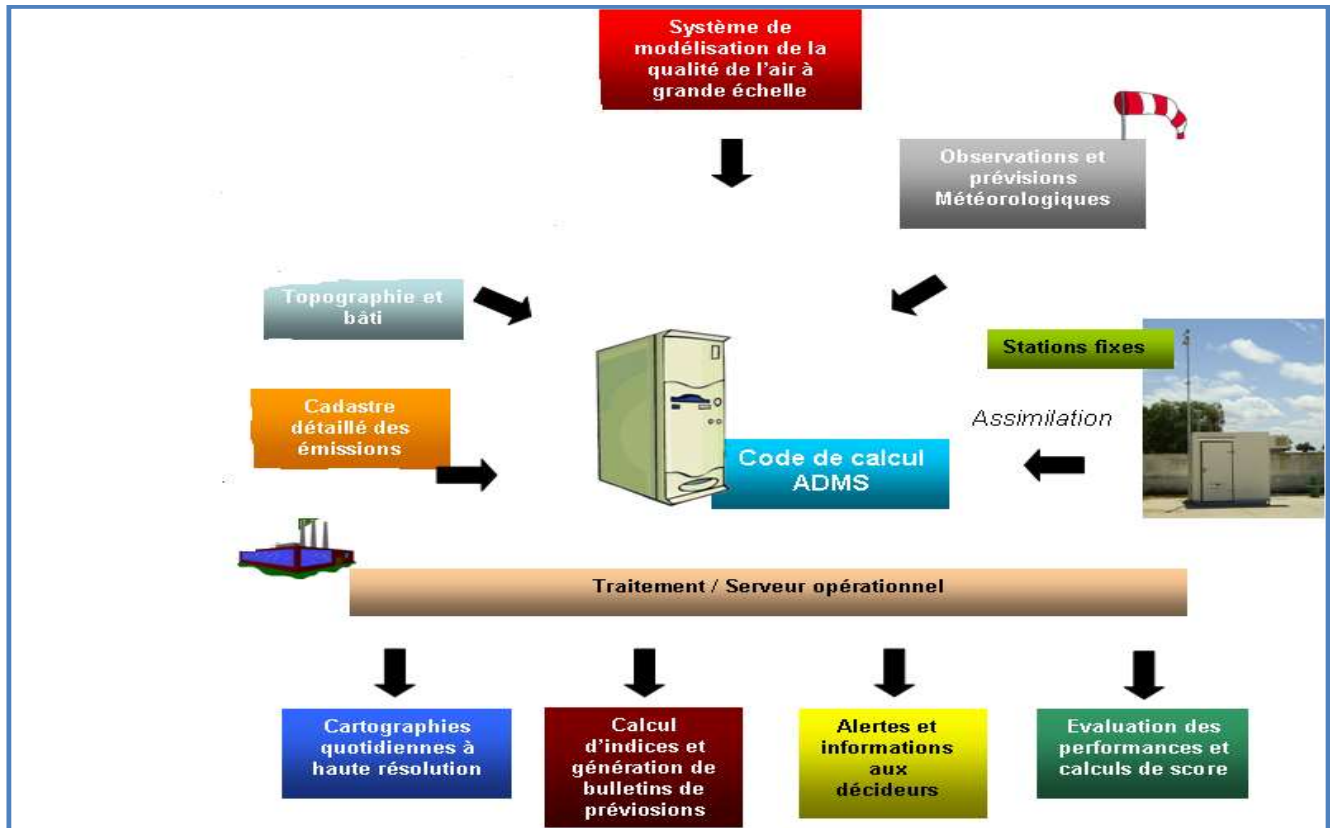 Système de
modélisation de la
qualité de l'air à
grande échelle
Observations et
prévisions
Météorologiques
Topographie et
bâti
Stations fixes
Cadastre
détaillé des
émissions
Assimilation
Code de calcul
ADMS
Traitement / Serveur opérationnel
Cartographies
quotidiennes à
haute résolution
Calcul
d'indices et
génération de
bulletins de
préviosions
Alertes et
informations
aux
décideurs
Evaluation des
performances et
calculs de score